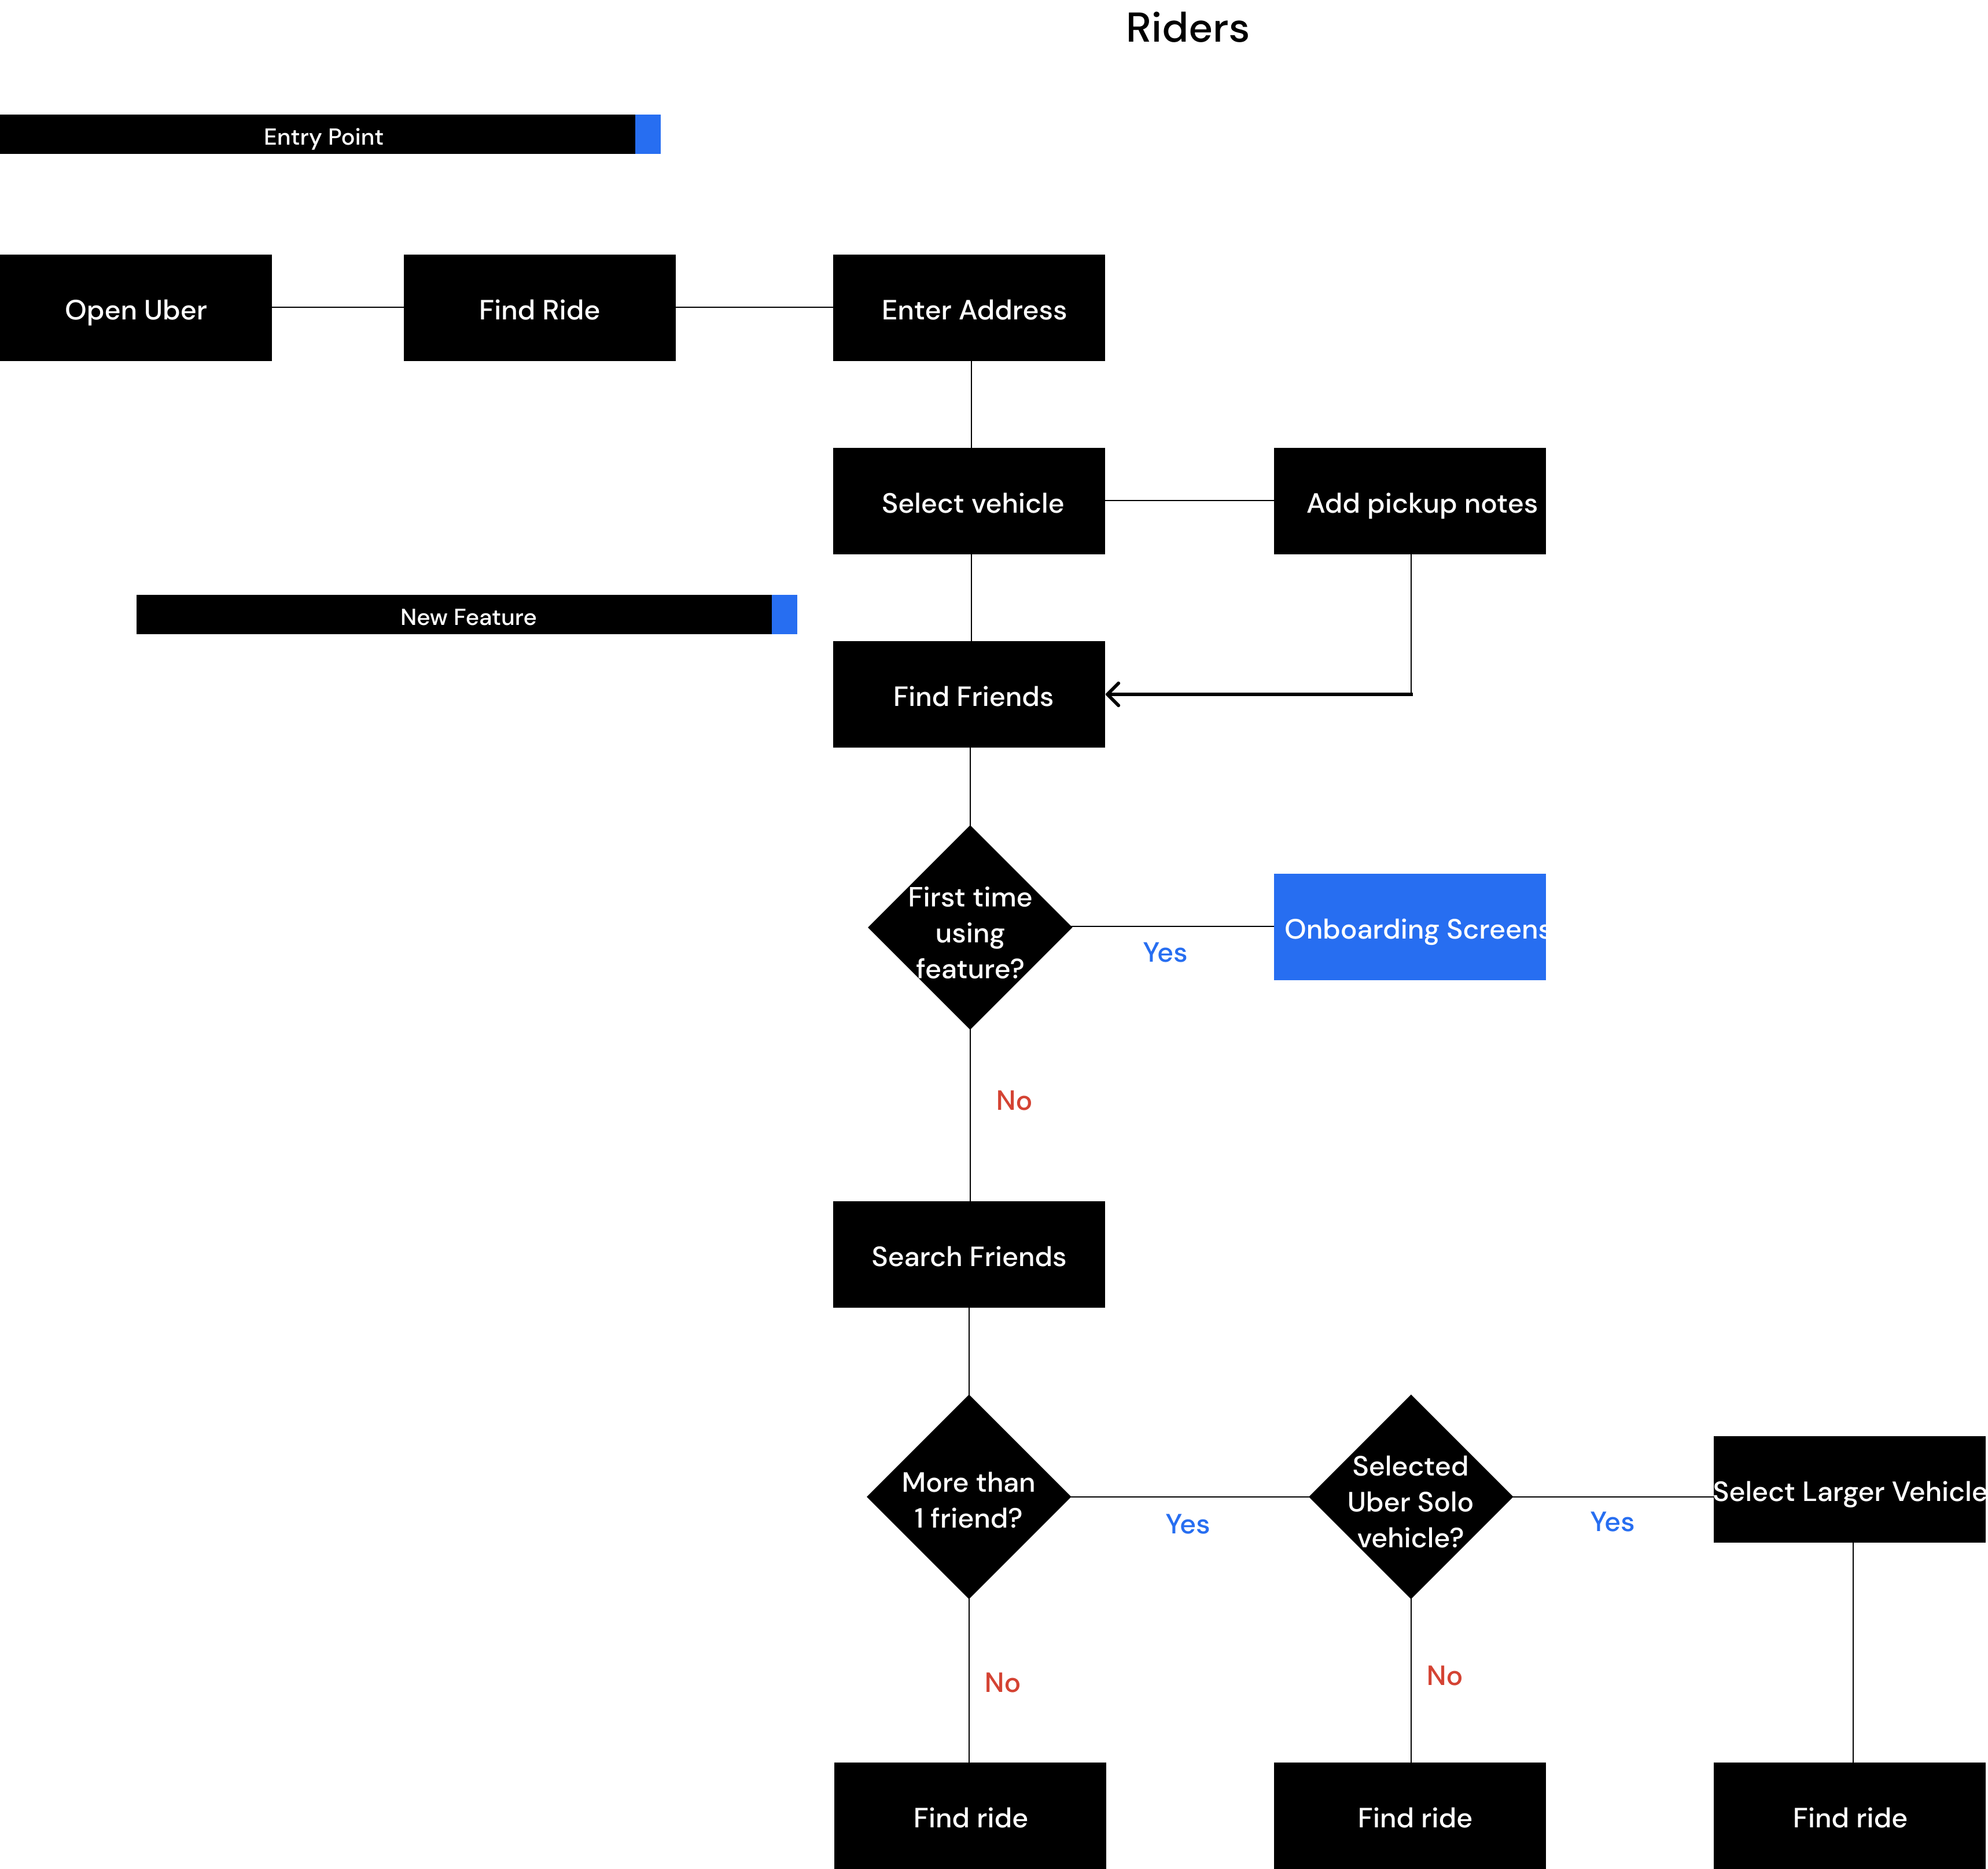 Riders
Entry Point
Open Uber
Find Ride
Enter Address
Select vehicle
Add pickup notes
New Feature
Find Friends
First time
using
feature?
Yes
Onboarding Screens
No
Search Friends
More than
1 friend?
Yes
Selected
Uber Solo
vehicle?
Yes
Select Larger Vehicle
No
No
Find ride
Find ride
Find ride